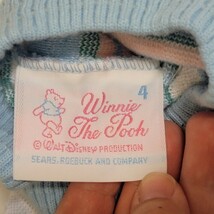 Winnie 4
The Pooh
© Walt Disney Production
Sears, Roebuck and Company